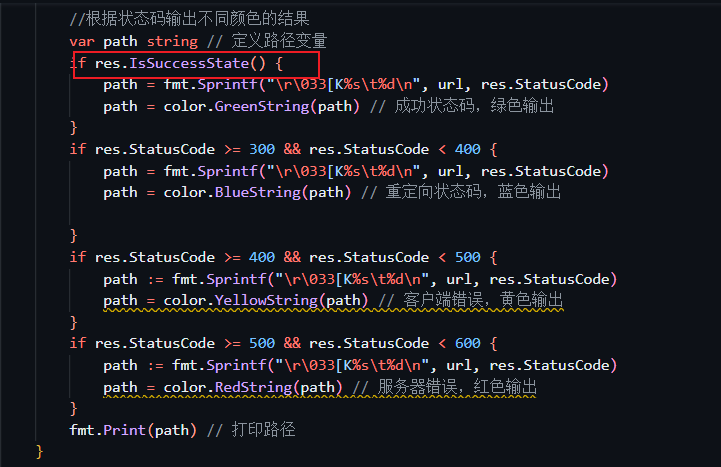 //根据状态码输出不同颜色的结果
var path string // 定义路径变量
if res.IsSuccessState() {
path = fmt.Sprintf("\r\033[K%s\t%d\n", url, res.StatusCode)
path = color.GreenString(path) // 成功状态码，绿色输出
}
if res.StatusCode >= 300 && res.StatusCode < 400 {
path = fmt.Sprintf("\r\033[K%s\t%d\n", url, res.StatusCode)
path = color.BlueString(path) // 重定向状态码，蓝色输出
}
if res.StatusCode >= 400 && res.StatusCode < 500 {
path := fmt.Sprintf("\r\033[K%s\t%d\n", url, res.StatusCode)
path = color.YellowString(path) // 客户端错误，黄色输出
}
if res.StatusCode >= 500 && res.StatusCode < 600 {
path := fmt.Sprintf("\r\033[K%s\t%d\n", url, res.StatusCode)
path = color.RedString(path) // 服务器错误，红色输出
}
fmt.Print(path) // 打印路径
}